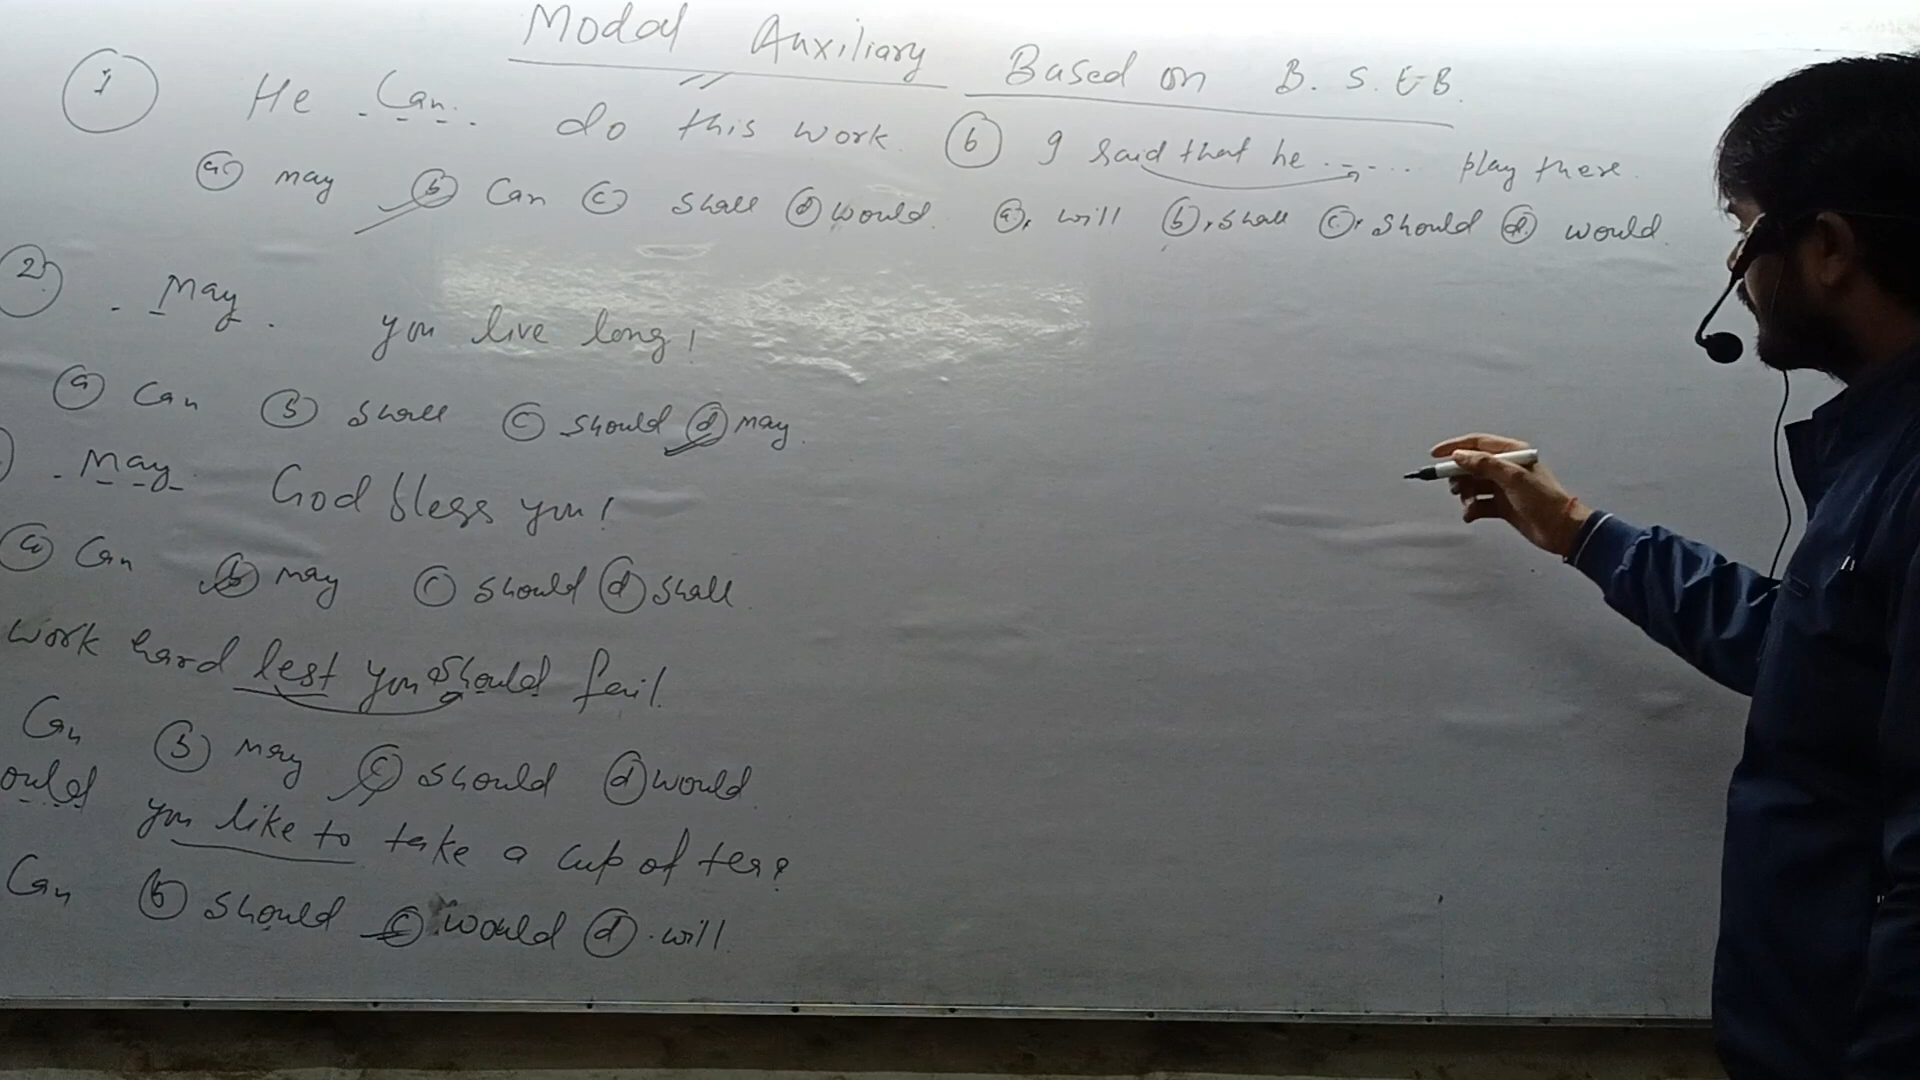 Modal Auxiliary Based on B. S. E B.
1 He .Can. do this work.
(a) may (b) Can (c) shall (d) would.
2 . May . you live long!
(a) Can (b) shall (c) should (d) may.
. May. God bless you!
(a) Can (b) may (c) should (d) shall.
work hard lest you should fail.
Can (b) may (c) should (d) would.
ould you like to take a cup of tea?
Can (b) should (c) would (d) will.
(6) I said that he ....... play there.
(a), will (b), shall (c), should (d) would.